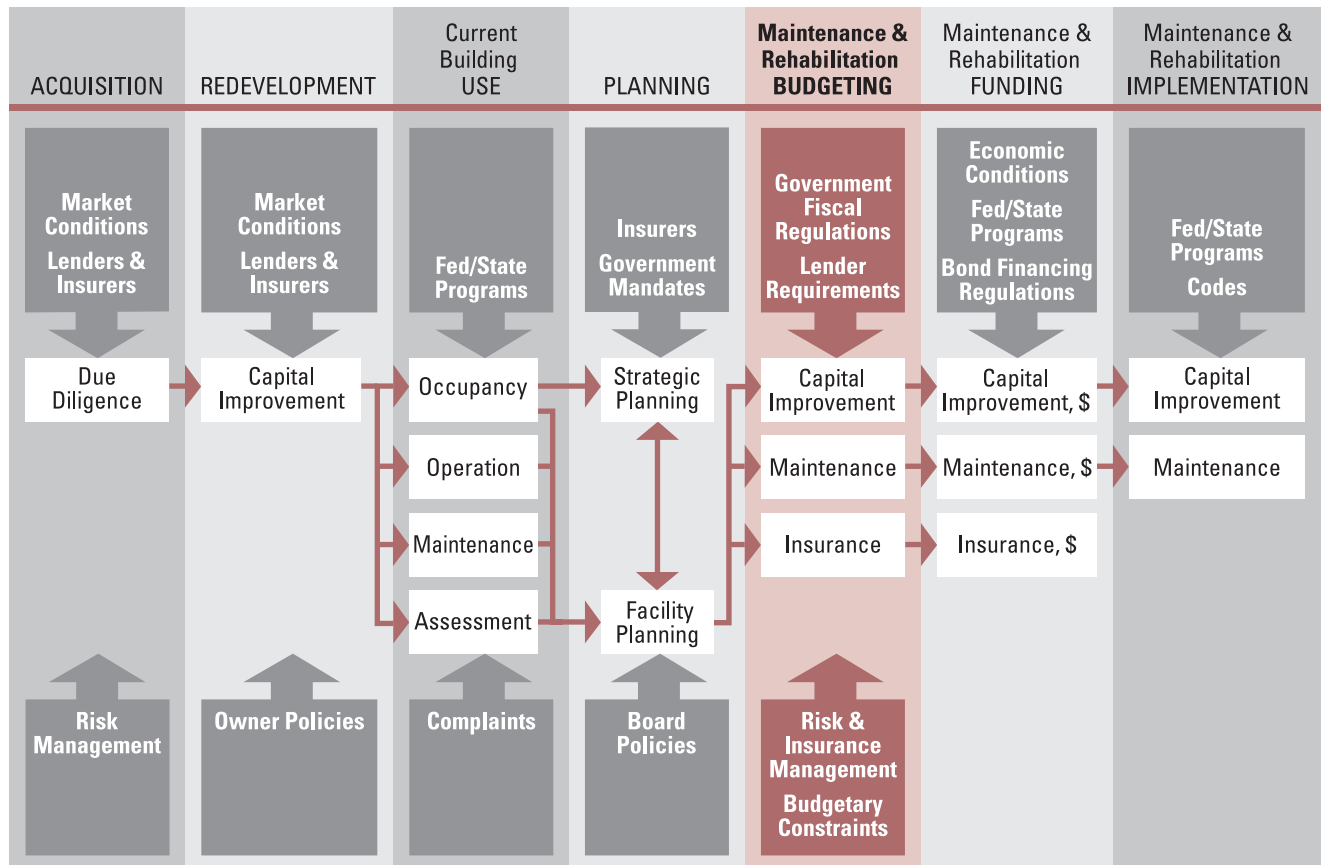 ACQUISITION
REDEVELOPMENT
Current
Building
USE
PLANNING
Maintenance &
Rehabilitation
BUDGETING
Maintenance &
Rehabilitation
FUNDING
Maintenance &
Rehabilitation
IMPLEMENTATION
Market
Conditions
Lenders &
Insurers
Market
Conditions
Lenders &
Insurers
Fed/State
Programs
Insurers
Government
Mandates
Government
Fiscal
Regulations
Lender
Requirements
Economic
Conditions
Fed/State
Programs
Bond Financing
Regulations
Fed/State
Programs
Codes
Due
Diligence
Capital
Improvement
Occupancy
Strategic
Planning
Capital
Improvement
Capital
Improvement, $
Capital
Improvement
Operation
Maintenance
Maintenance, $
Maintenance
Maintenance
Insurance
Insurance, $
Assessment
Facility
Planning
Risk
Management
Owner Policies
Complaints
Board
Policies
Risk &
Insurance
Management
Budgetary
Constraints